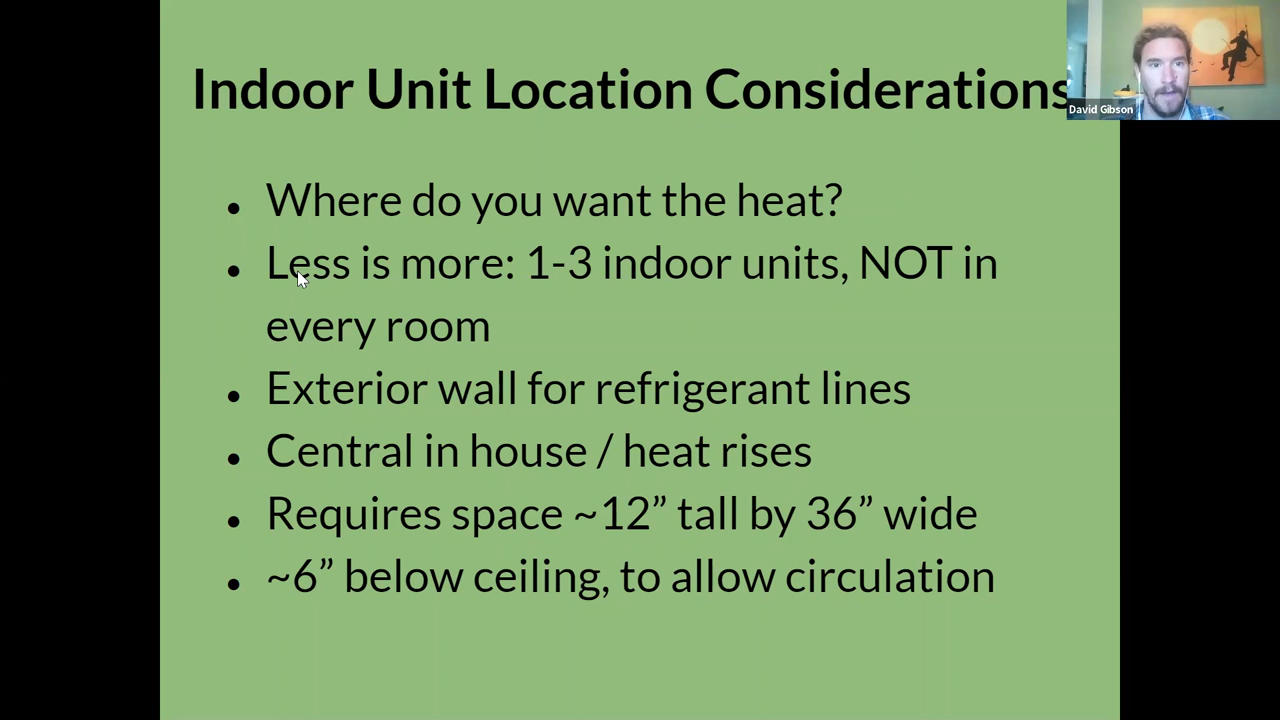 Indoor Unit Location Considerations
David Gibson
• Where do you want the heat?
• Less is more: 1-3 indoor units, NOT in
every room
• Exterior wall for refrigerant lines
• Central in house / heat rises
• Requires space ~12” tall by 36” wide
• ~6” below ceiling, to allow circulation